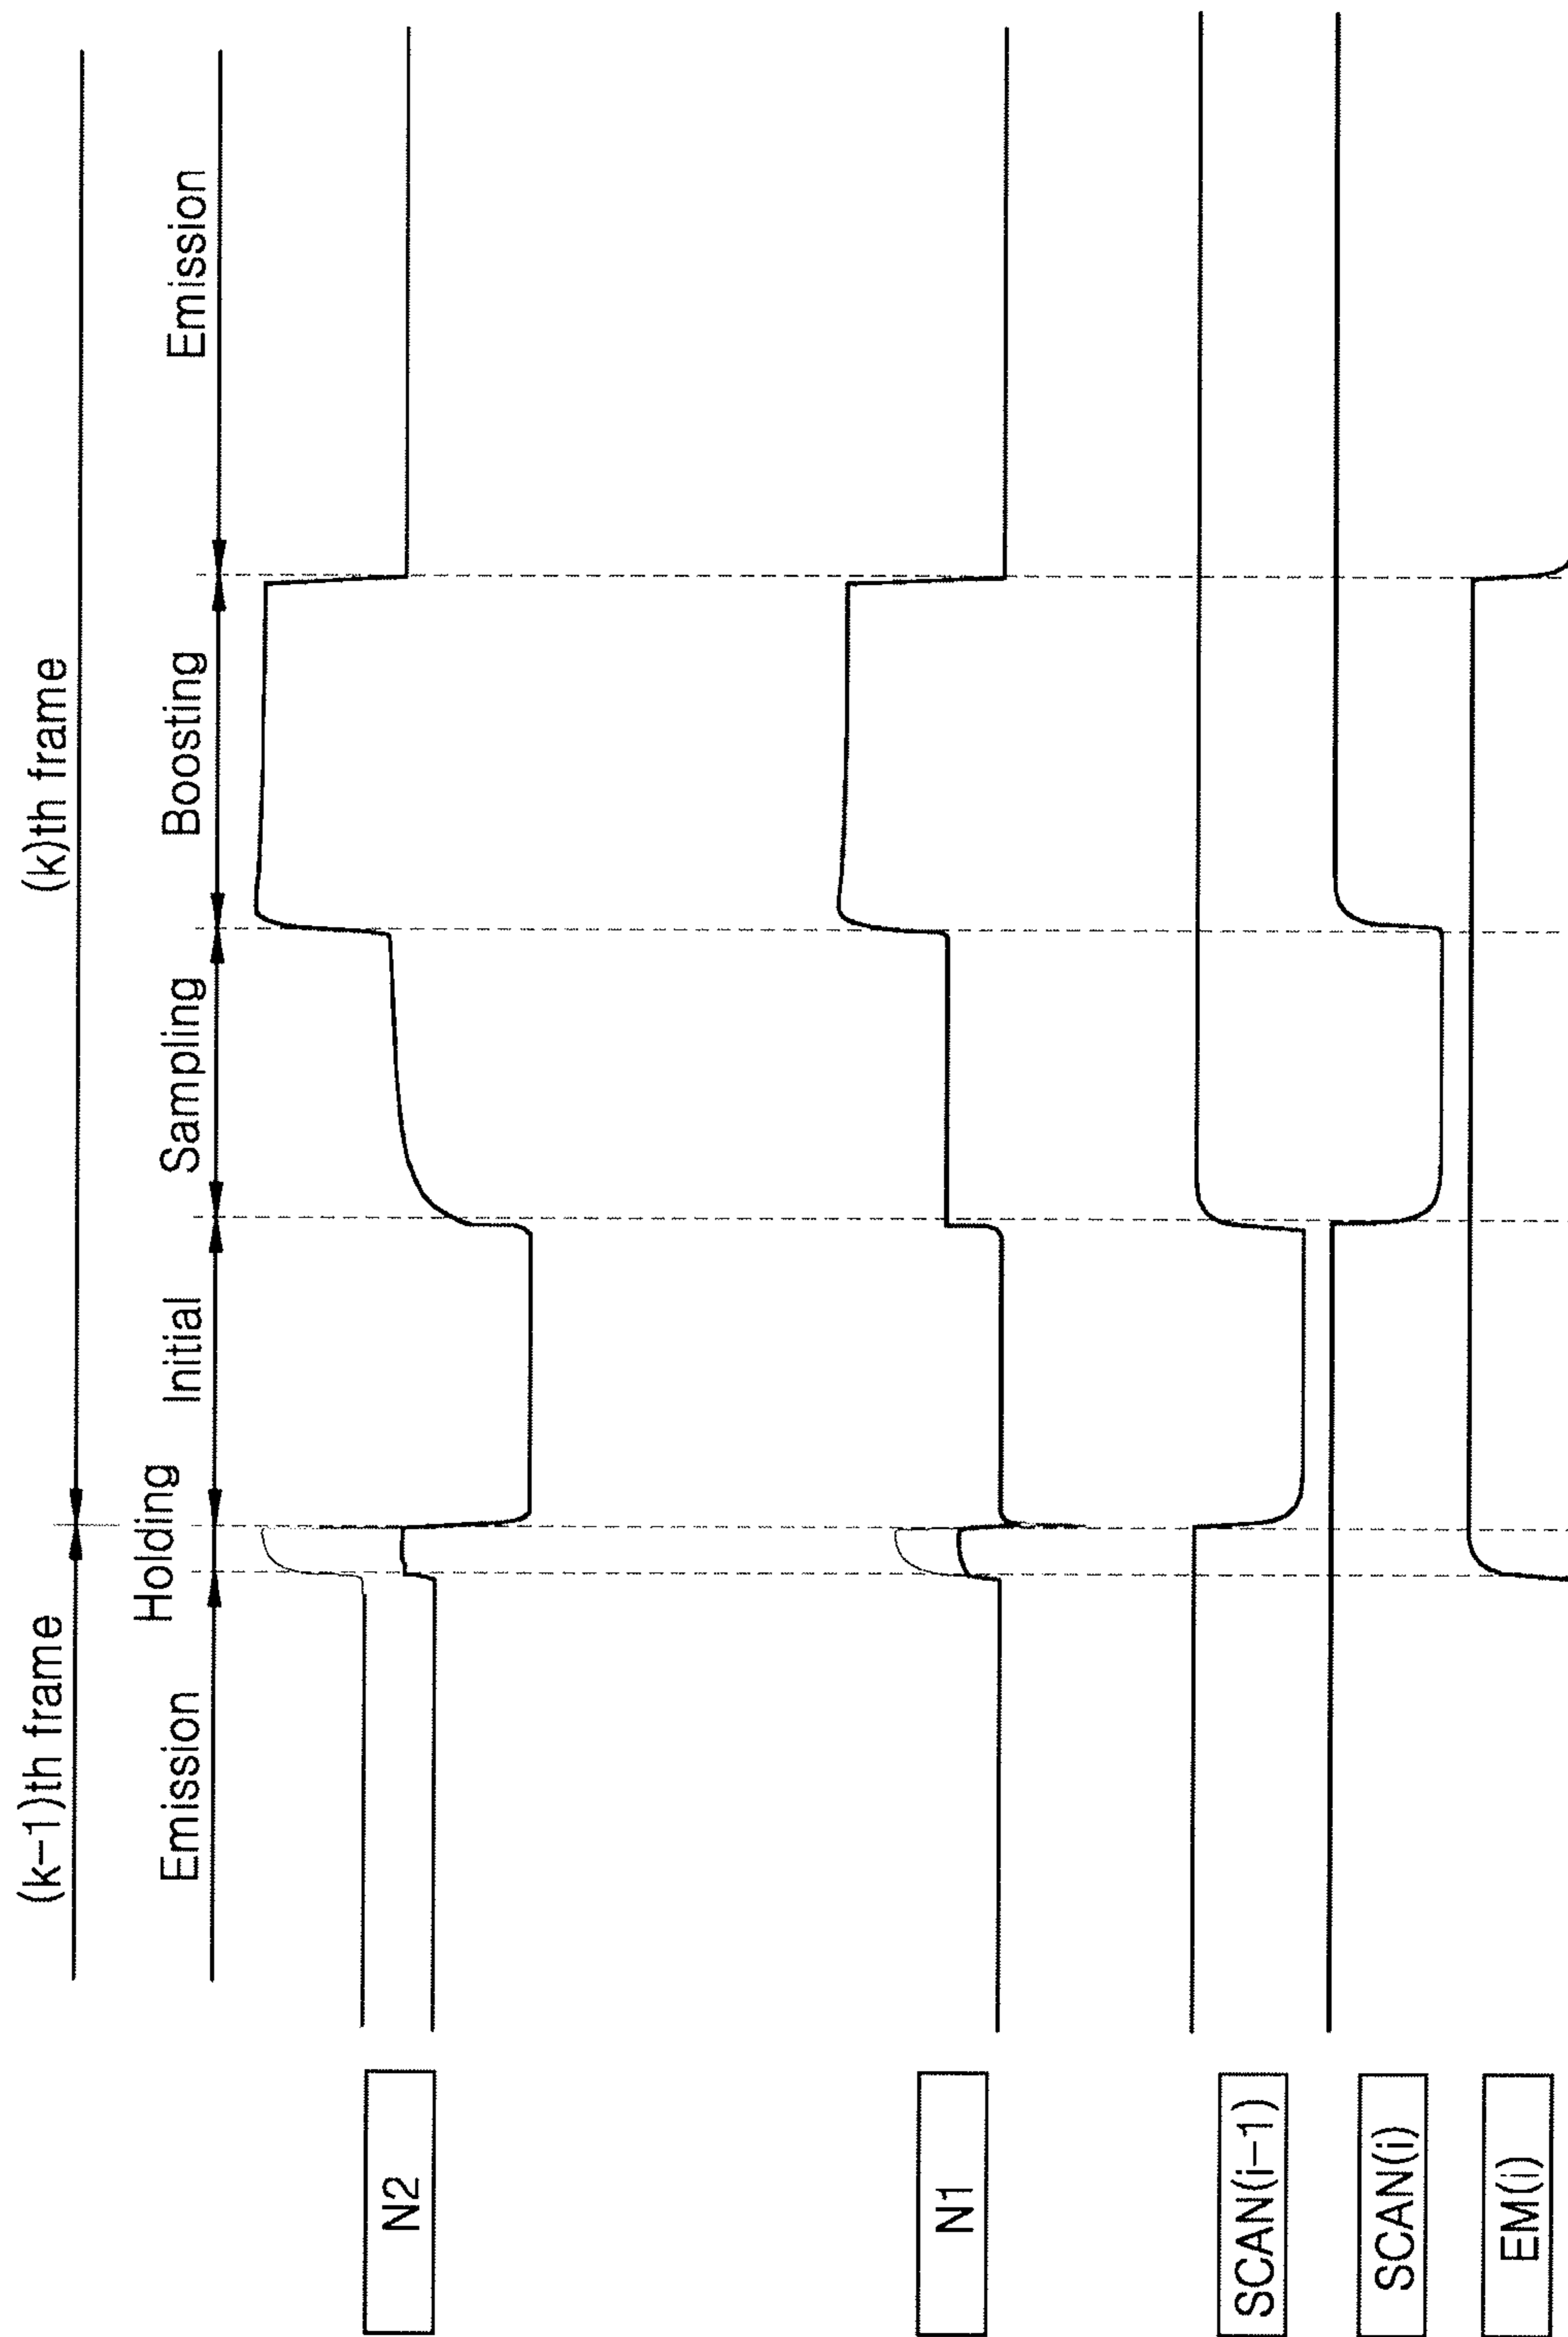 (k-1)th frame
(k)th frame
Emission
Holding
Initial
Sampling
Boosting
Emission
N2
N1
SCAN(i-1)
SCAN(i)
EM(i)